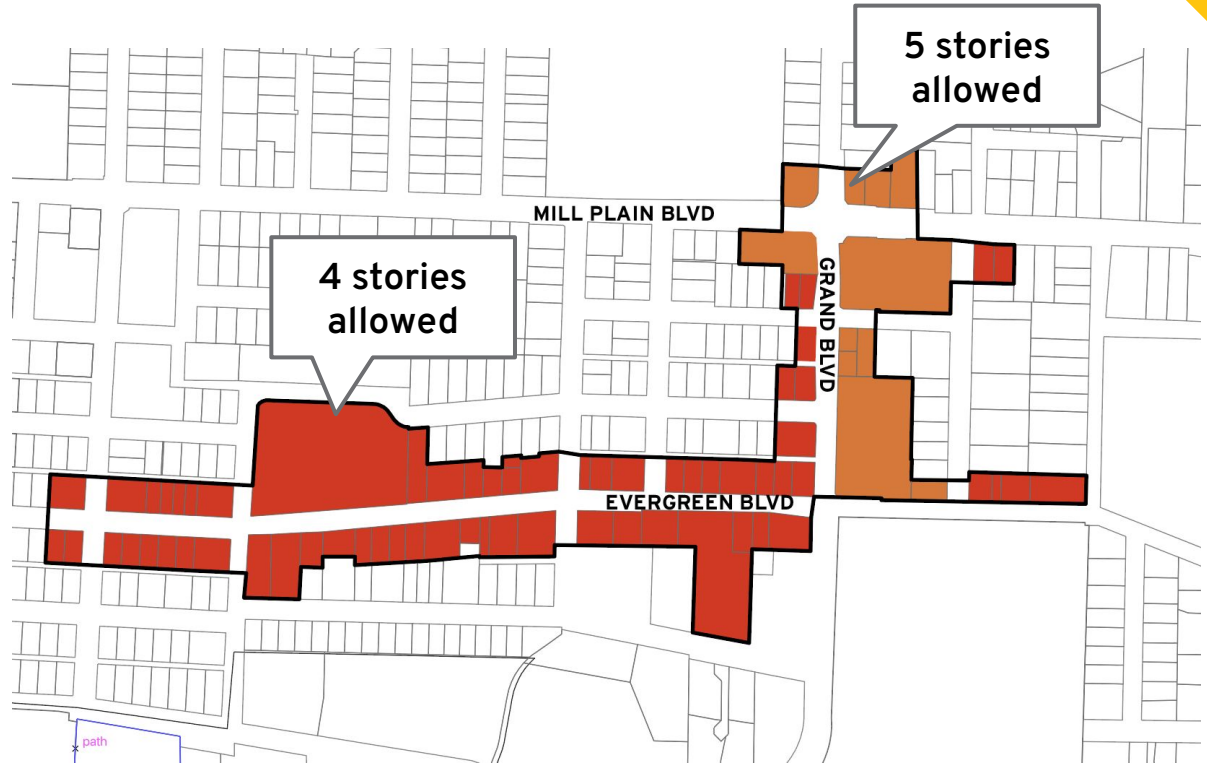 5 stories
allowed
MILL PLAIN BLVD
4 stories
allowed
GRAND BLVD
EVERGREEN BLVD
path